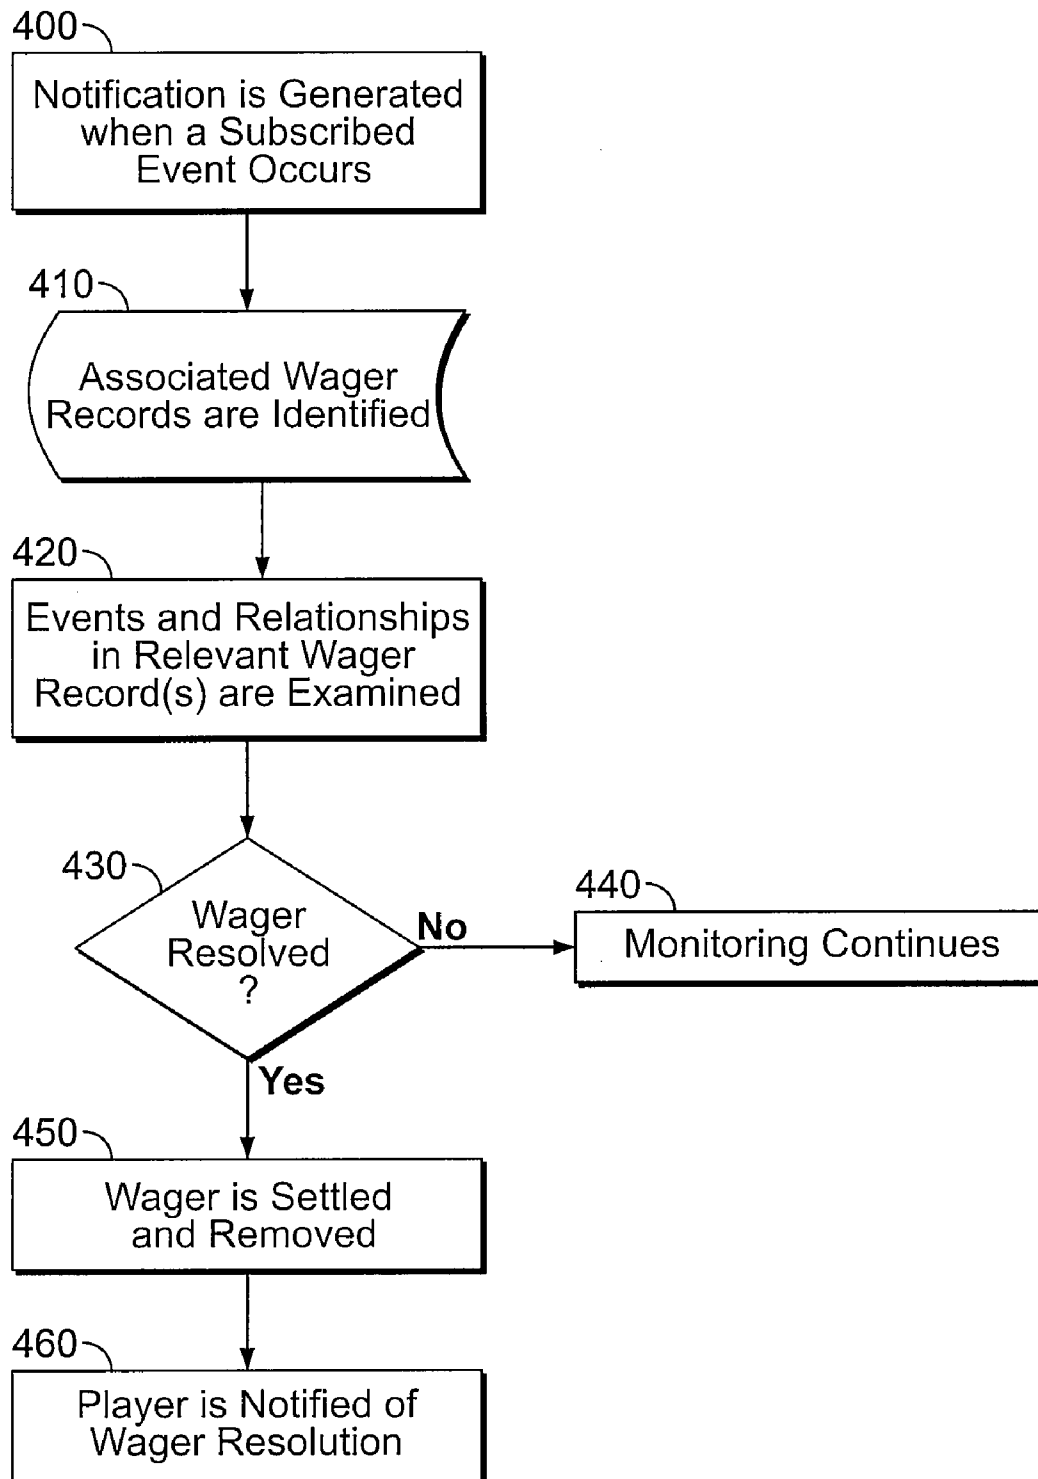 400
Notification is Generated
when a Subscribed
Event Occurs
410
Associated Wager
Records are Identified
420
Events and Relationships
in Relevant Wager
Record(s) are Examined
430
Wager
Resolved
?
No
440
Monitoring Continues
Yes
450
Wager is Settled
and Removed
460
Player is Notified of
Wager Resolution